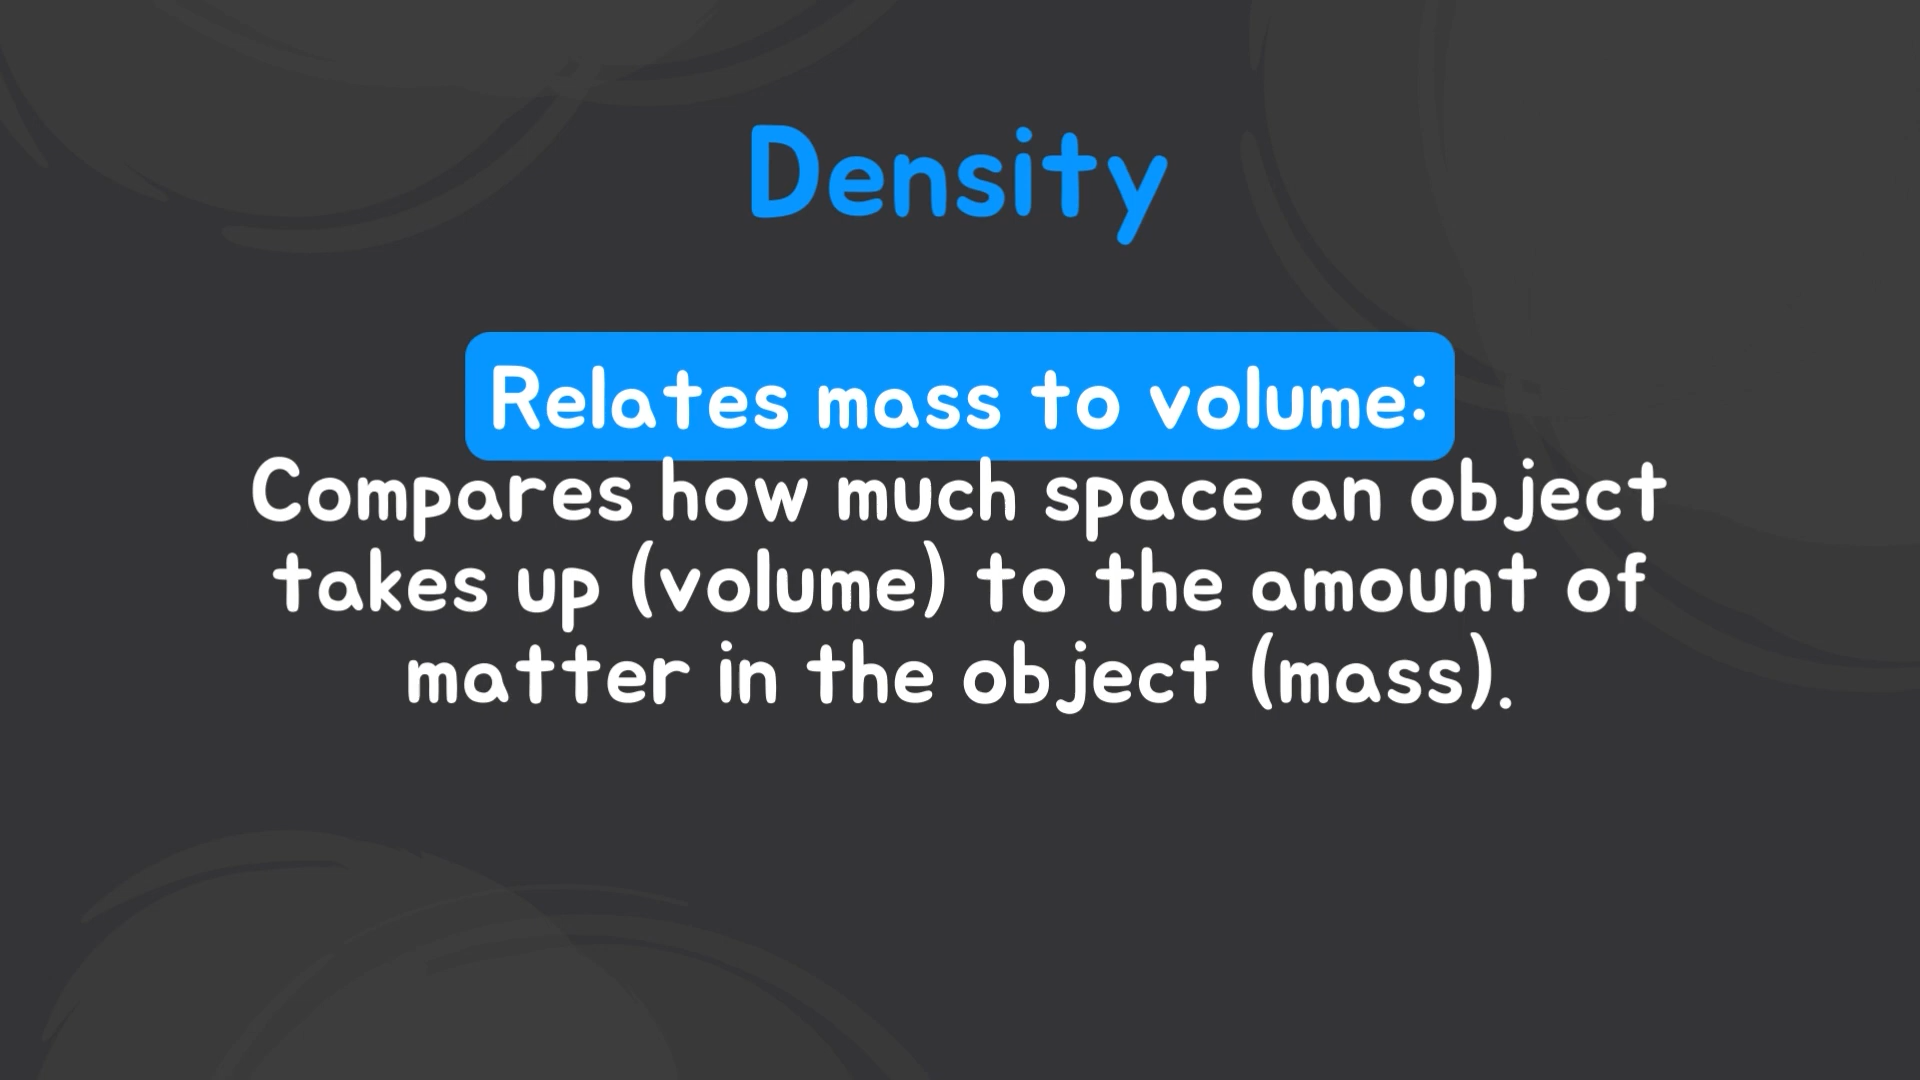 Density
Relates mass to volume:
Compares how much space an object
takes up (volume) to the amount of
matter in the object (mass).